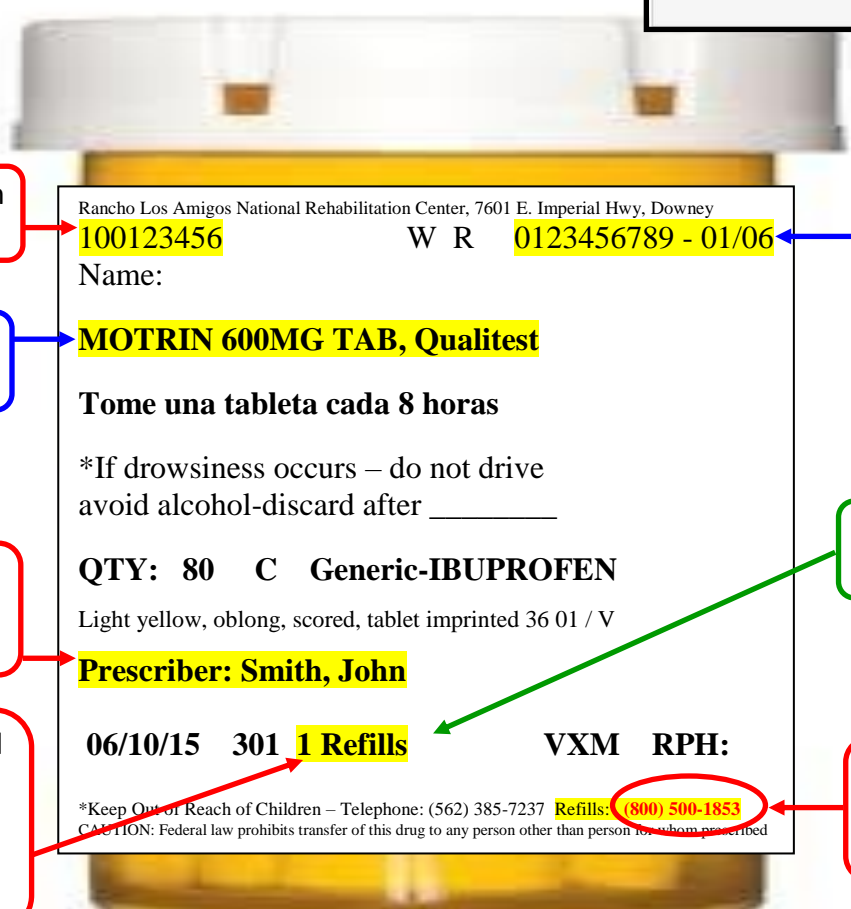 Rancho Los Amigos National Rehabilitation Center, 7601 E. Imperial Hwy, Downey
100123456 W R 0123456789 - 01/06
Name:
MOTRIN 600MG TAB, Qualitest
Tome una tableta cada 8 horas
*If drowsiness occurs – do not drive
avoid alcohol-discard after ________
QTY: 80 C Generic-IBUPROFEN
Light yellow, oblong, scored, tablet imprinted 36 01 / V
Prescriber: Smith, John
06/10/15 301 1 Refills VXM RPH:
*Keep Out of Reach of Children – Telephone: (562) 385-7237 Refills: (800) 500-1853
CAUTION: Federal law prohibits transfer of this drug to any person other than person for whom prescribed